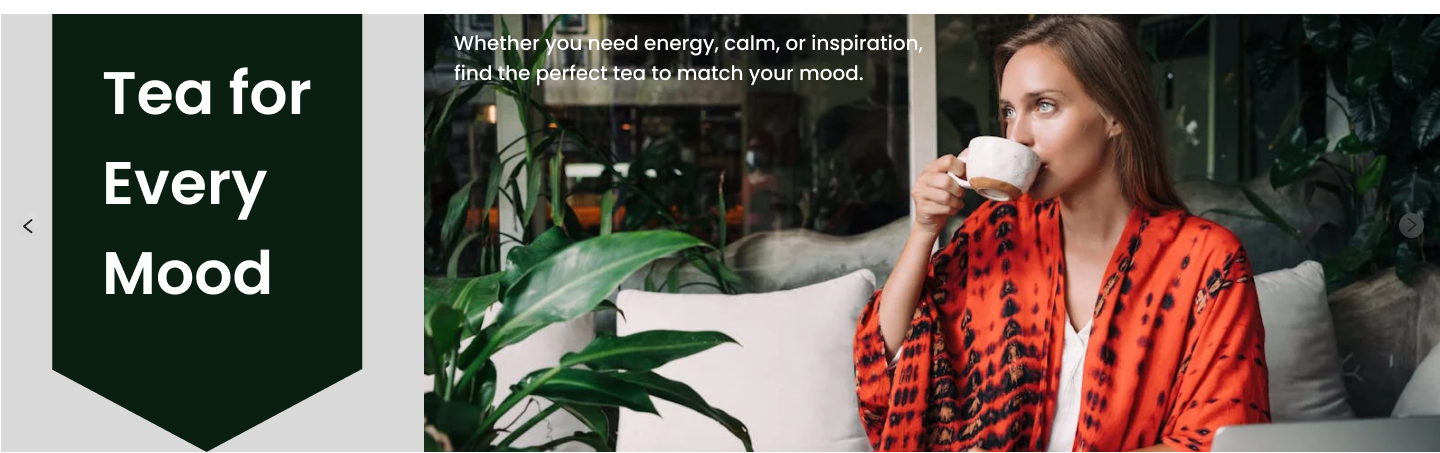 Tea for
Every
Mood
Whether you need energy, calm, or inspiration,
find the perfect tea to match your mood.